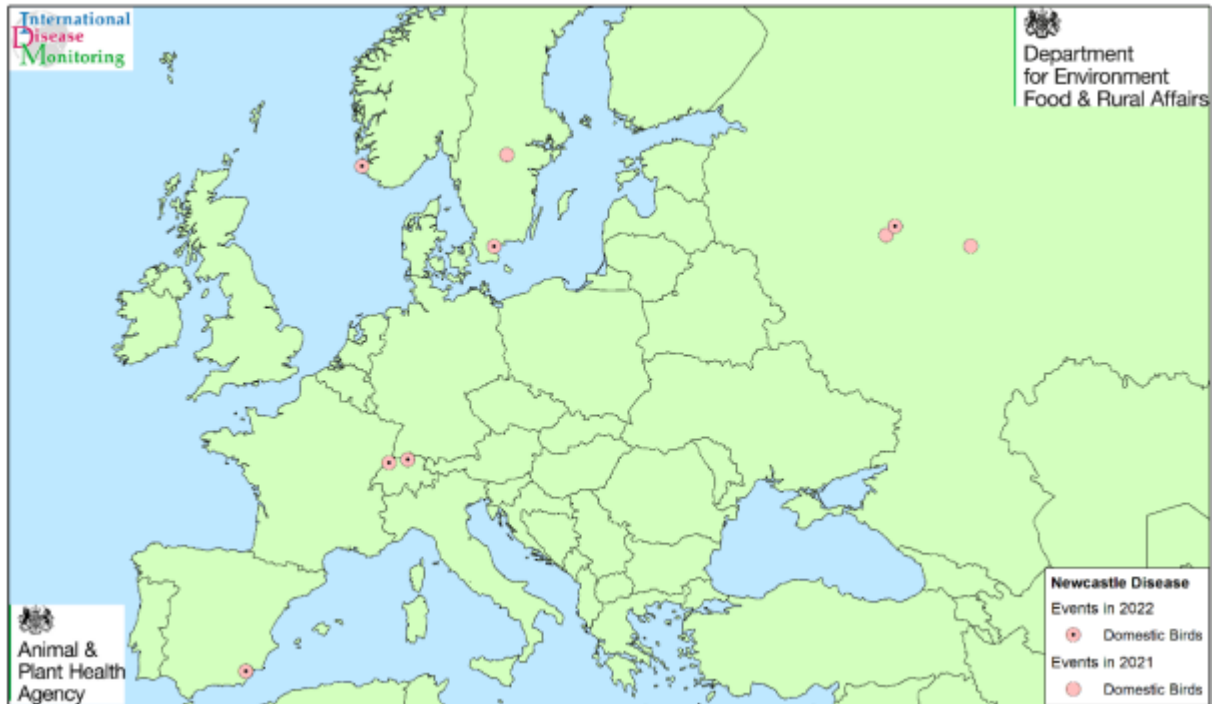 International
Disease
Monitoring
Department
for Environment
Food & Rural Affairs
Animal &
Plant Health
Agency
Newcastle Disease
Events in 2022
Domestic Birds
Events in 2021
Domestic Birds